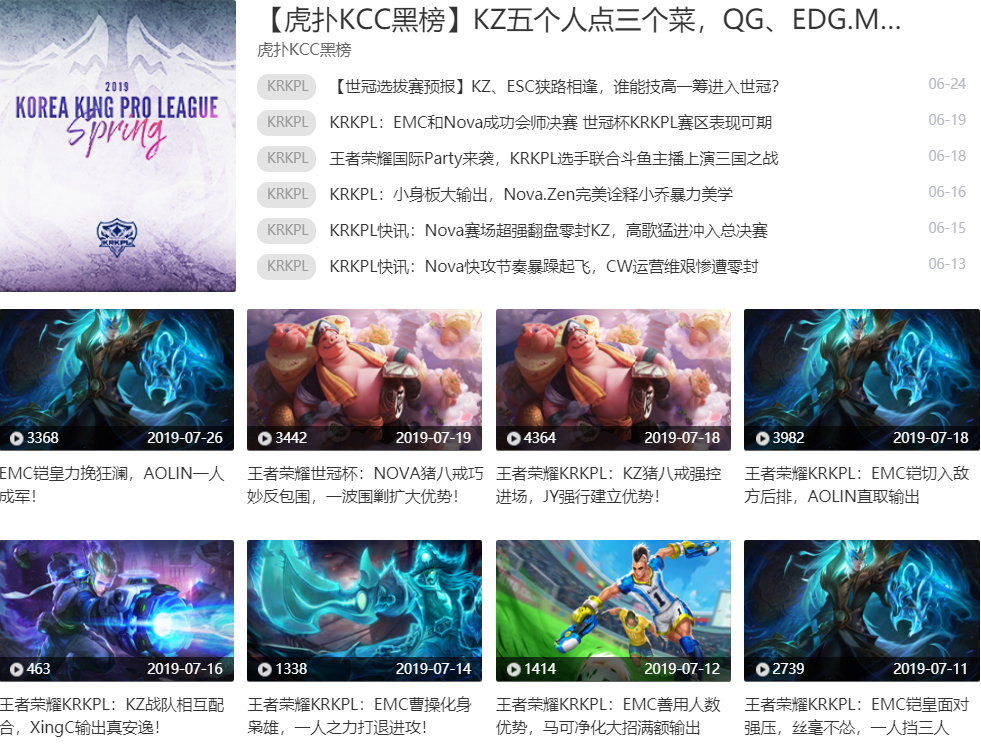 2019
KOREA KING PRO LEAGUE
Spring
KRKPL
【虎扑KCC黑榜】KZ五个人点三个菜，QG、EDG.M...
虎扑KCC黑榜
KRKPL 【世冠选拔赛预报】KZ、ESC狭路相逢，谁能技高一筹进入世冠？ 06-24
KRKPL KRKPL：EMC和Nova成功会师决赛 世冠杯KRKPL赛区表现可期 06-19
KRKPL 王者荣耀国际Party来袭，KRKPL选手联合斗鱼主播上演三国之战 06-18
KRKPL KRKPL：小身板大输出，Nova.Zen完美诠释小乔暴力美学 06-16
KRKPL KRKPL快讯：Nova赛场超强翻盘零封KZ，高歌猛进冲入总决赛 06-15
KRKPL KRKPL快讯：Nova快攻节奏暴躁起飞，CW运营维艰惨遭零封 06-13
3368 2019-07-26
EMC铠皇力挽狂澜，AOLIN一人
成军！
3442 2019-07-19
王者荣耀世冠杯：NOVA猪八戒巧
妙反包围，一波围剿扩大优势！
4364 2019-07-18
王者荣耀KRKPL：KZ猪八戒强控
进场，JY强行建立优势！
3982 2019-07-18
王者荣耀KRKPL：EMC铠切入敌
方后排，AOLIN直取输出
463 2019-07-16
王者荣耀KRKPL：KZ战队相互配
合，XingC输出真安逸！
1338 2019-07-14
王者荣耀KRKPL：EMC曹操化身
枭雄，一人之力打退进攻！
1
1414 2019-07-12
王者荣耀KRKPL：EMC善用人数
优势，马可净化大招满额输出
2739 2019-07-11
王者荣耀KRKPL：EMC铠皇面对
强压，丝毫不怂，一人挡三人